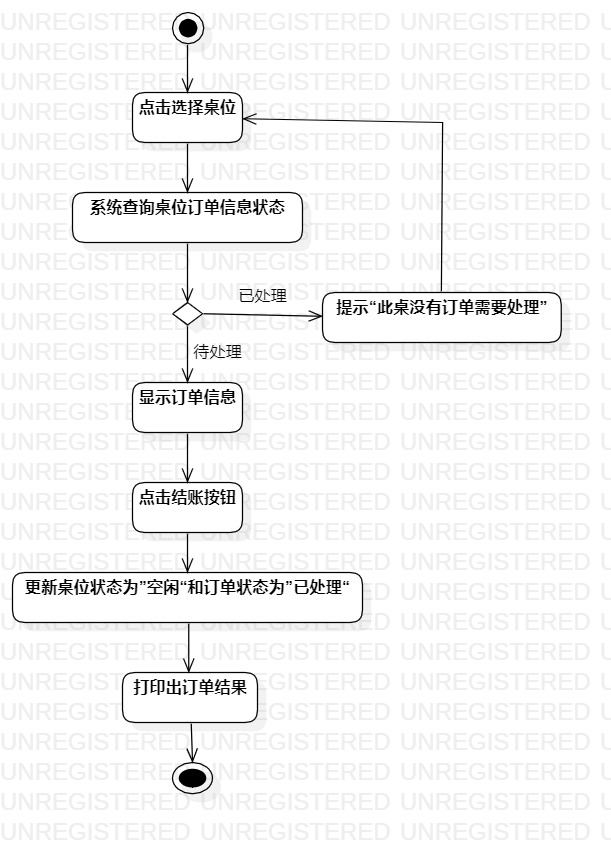 点击选择桌位
系统查询桌位订单信息状态
已处理
提示“此桌没有订单需要处理”
待处理
显示订单信息
点击结账按钮
更新桌位状态为”空闲“和订单状态为”已处理“
打印出订单结果
UNREGISTERED